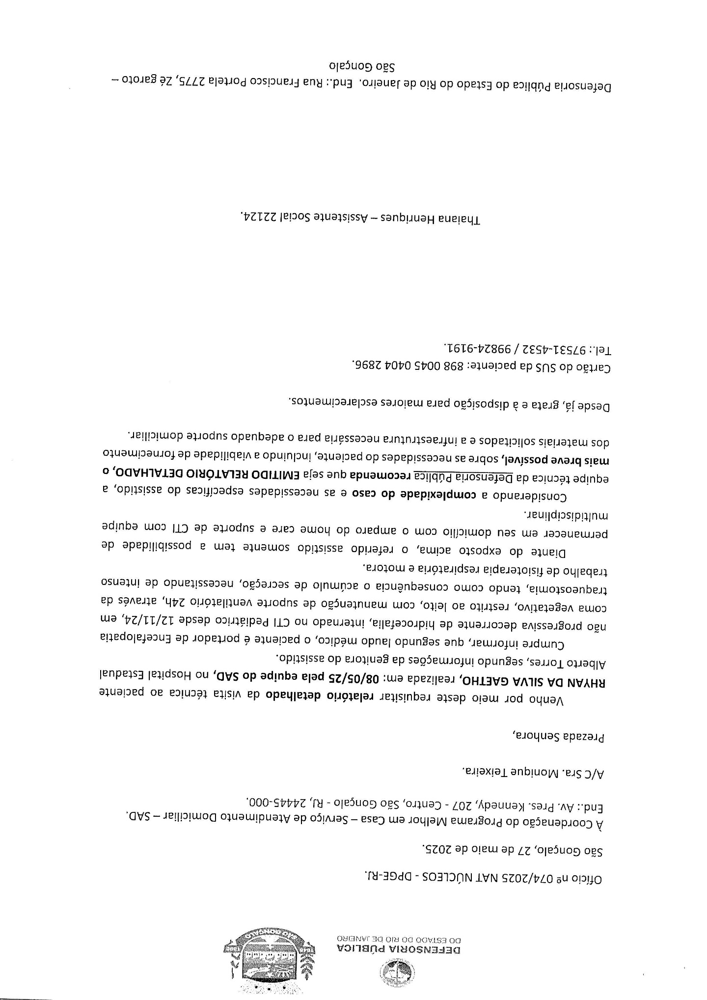 DEFENSORIA PÚBLICA
DO ESTADO DO RIO DE JANEIRO
SÃO GONÇALO
Ofício nº 074/2025 NAT NÚCLEOS - DPGE-RJ.
São Gonçalo, 27 de maio de 2025.
À Coordenação do Programa Melhor em Casa – Serviço de Atendimento Domiciliar – SAD.
End.: Av. Pres. Kennedy, 207 - Centro, São Gonçalo - RJ, 24445-000.
A/C Sra. Monique Teixeira.
Prezada Senhora,
Venho por meio deste requisitar relatório detalhado da visita técnica ao paciente
RHYAN DA SILVA GAETHO, realizada em: 08/05/25 pela equipe do SAD, no Hospital Estadual
Alberto Torres, segundo informações da genitora do assistido.
Cumpre informar, que segundo laudo médico, o paciente é portador de Encefalopatia
não progressiva decorrente de hidrocefalia, internado no CTI Pediátrico desde 12/11/24, em
coma vegetativo, restrito ao leito, com manutenção de suporte ventilatório 24h, através da
traqueostomia, tendo como consequência o acúmulo de secreção, necessitando de intenso
trabalho de fisioterapia respiratória e motora.
Diante do exposto acima, o referido assistido somente tem a possibilidade de
permanecer em seu domicílio com o amparo do home care e suporte de CTI com equipe
multidisciplinar.
Considerando a complexidade do caso e as necessidades específicas do assistido, a
equipe técnica da Defensoria Pública recomenda que seja EMITIDO RELATÓRIO DETALHADO, o
mais breve possível, sobre as necessidades do paciente, incluindo a viabilidade de fornecimento
dos materiais solicitados e a infraestrutura necessária para o adequado suporte domiciliar.
Desde já, grata e à disposição para maiores esclarecimentos.
Cartão do SUS da paciente: 898 0045 0404 2896.
Tel.: 97531-4532 / 99824-9191.
Thaiana Henriques – Assistente Social 22124.
Defensoria Pública do Estado do Rio de Janeiro. End.: Rua Francisco Portela 2775, Zé garoto –
São Gonçalo